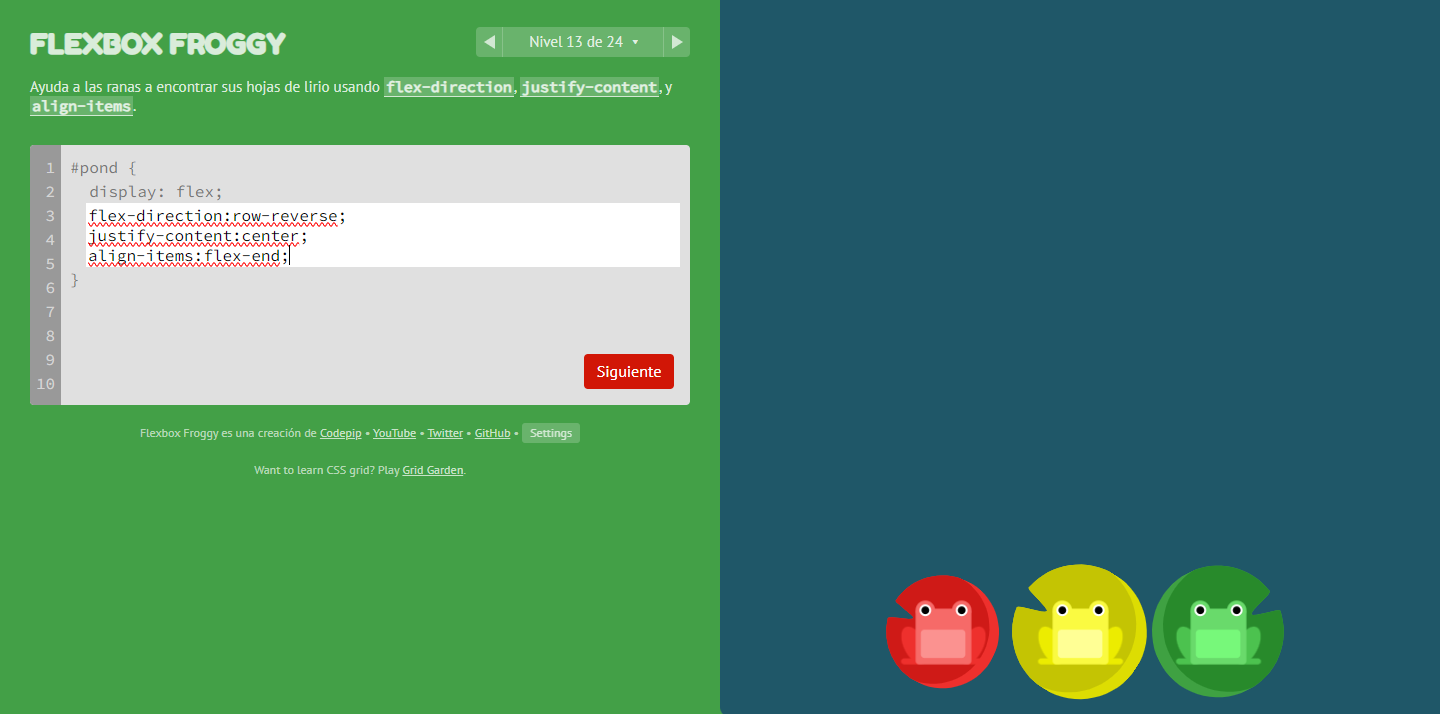 FLEXBOX FROGGY
Nivel 13 de 24
Ayuda a las ranas a encontrar sus hojas de lirio usando flex-direction, justify-content, y
align-items.
1 #pond {
2 display: flex;
3 flex-direction:row-reverse;
4 justify-content:center;
5 align-items:flex-end;
6 }
7
8
9
10
Siguiente
Flexbox Froggy es una creación de Codepip • YouTube • Twitter • GitHub • Settings
Want to learn CSS grid? Play Grid Garden.